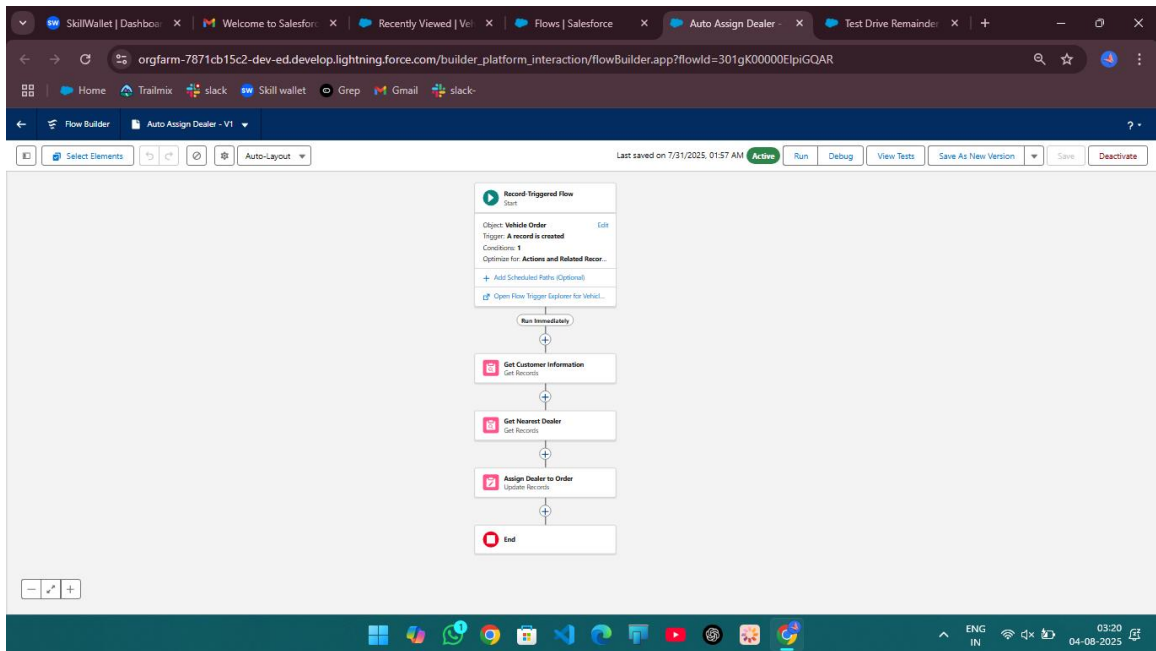 SkillWallet | Dashboar
Welcome to Salesforc
Recently Viewed | Vel
Flows | Salesforce
Auto Assign Dealer -
Test Drive Remainde
orgfarm-7871cb15c2-dev-ed.develop.lightning.force.com/builder_platform_interaction/flowBuilder.app?flowId=301gK00000ElpiGQAR
Home Trailmix slack Skill wallet Grep Gmail slack-
Flow Builder Auto Assign Dealer - V1 ?
Select Elements Auto-Layout Last saved on 7/31/2025, 01:57 AM Active Run Debug View Tests Save As New Version Save Deactivate
Record-Triggered Flow
Start
Object: Vehicle Order Edit
Trigger: A record is created
Conditions: 1
Optimize for: Actions and Related Recor...
+ Add Scheduled Paths (Optional)
Open Flow Trigger Explorer for Vehicl...
Run Immediately
Get Customer Information
Get Records
Get Nearest Dealer
Get Records
Assign Dealer to Order
Update Records
End
ENG 03:20
IN 04-08-2025